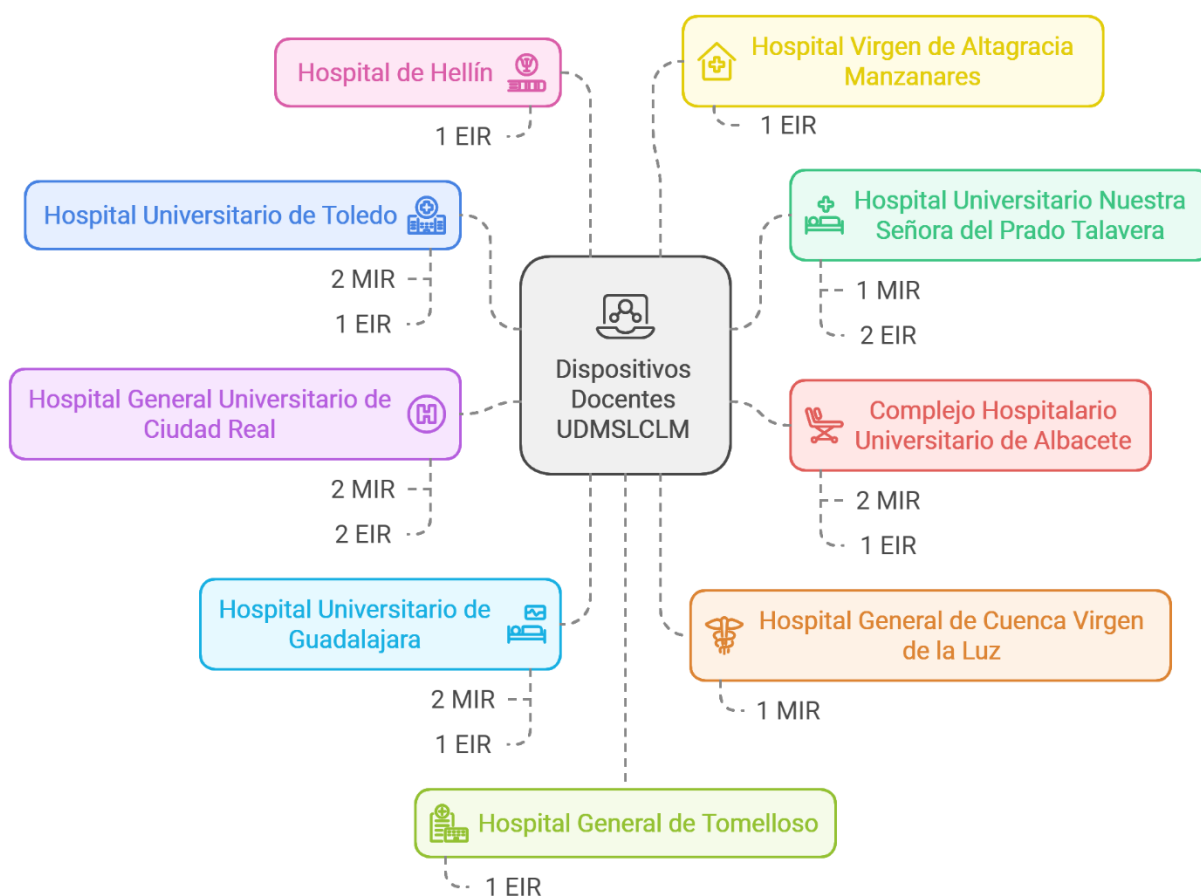 Hospital de Hellín
1 EIR
Hospital Virgen de Altagracia
Manzanares
1 EIR
Hospital Universitario de Toledo
2 MIR
1 EIR
Hospital Universitario Nuestra
Señora del Prado Talavera
1 MIR
2 EIR
Dispositivos
Docentes
UDMSLCLM
Hospital General Universitario de
Ciudad Real
2 MIR
2 EIR
Complejo Hospitalario
Universitario de Albacete
2 MIR
1 EIR
Hospital Universitario de
Guadalajara
2 MIR
1 EIR
Hospital General de Cuenca Virgen
de la Luz
1 MIR
Hospital General de Tomelloso
1 EIR